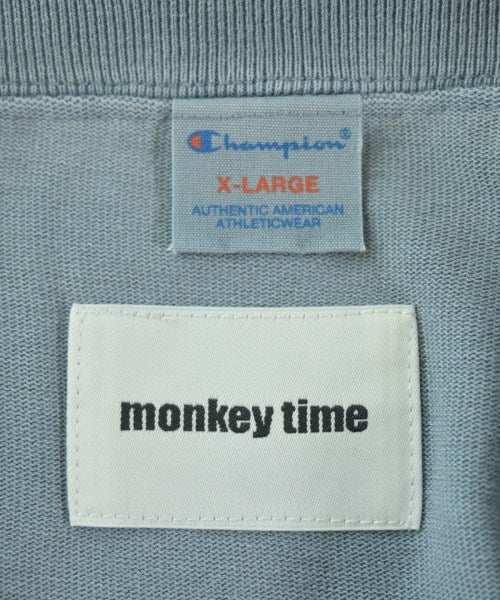 Champion®
X-LARGE
AUTHENTIC AMERICAN
ATHLETICWEAR
monkey time